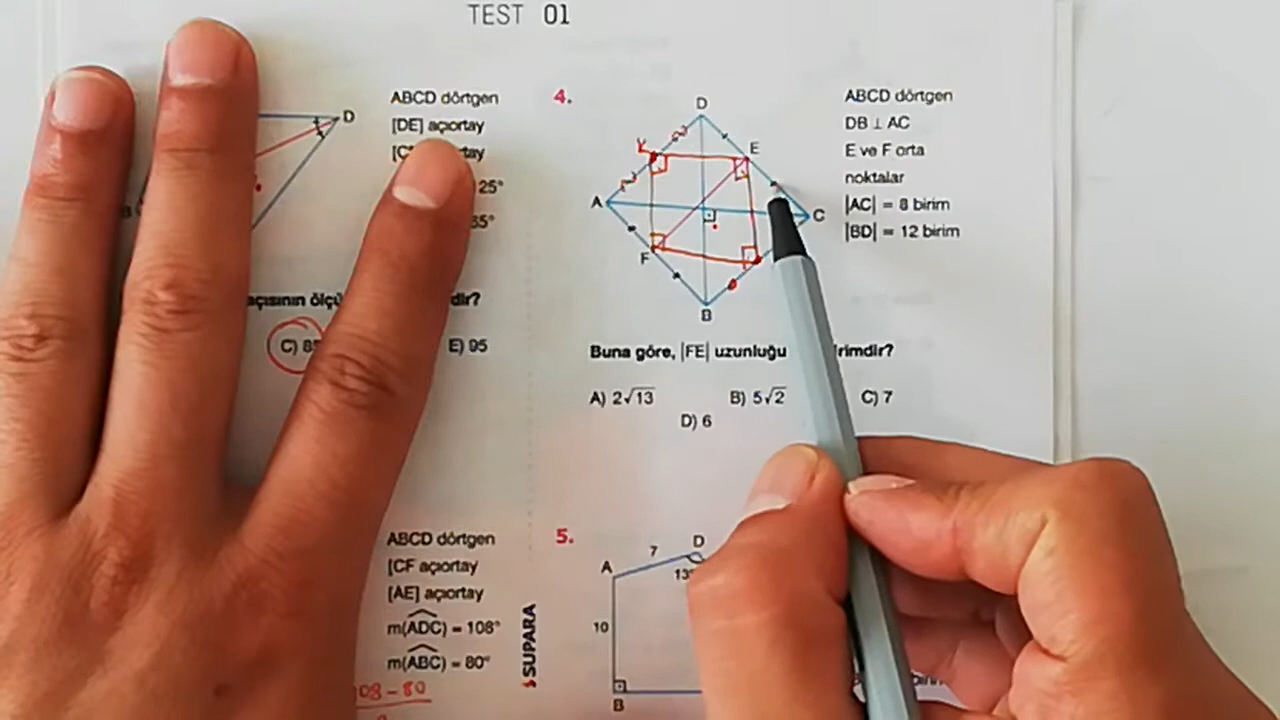 TEST 01
D
ABCD dörtgen
[DE] açıortay
25°
açısının ölçü
dir?
C) 8
E) 95
4.
D
K
E
A
C
F
B
ABCD dörtgen
DB ⊥ AC
E ve F orta
noktalar
|AC| = 8 birim
|BD| = 12 birim
Buna göre, |FE| uzunluğu
rimdir?
A) 2√13
B) 5√2
C) 7
D) 6
ABCD dörtgen
[CF açıortay
[AE] açıortay
m(ADC) = 108°
m(ABC) = 80°
08 - 80
SUPARA
5.
A
7
D
13
10
B